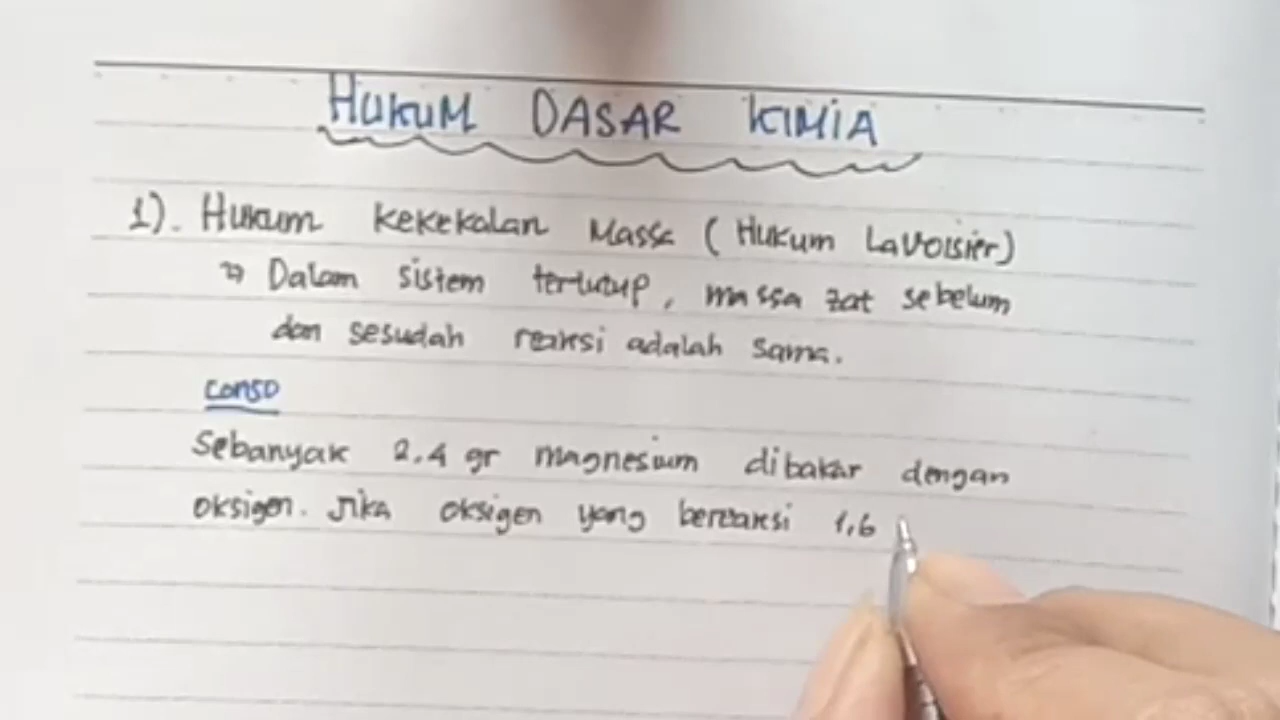 HUKUM DASAR KIMIA
1). Hukum Kekekalan Massa (Hukum Lavoisier)
⇒ Dalam sistem tertutup, massa zat sebelum
dan sesudah reaksi adalah sama.
Conso
Sebanyak 2.4 gr magnesium dibakar dengan
oksigen. Jika oksigen yang bereaksi 1,6